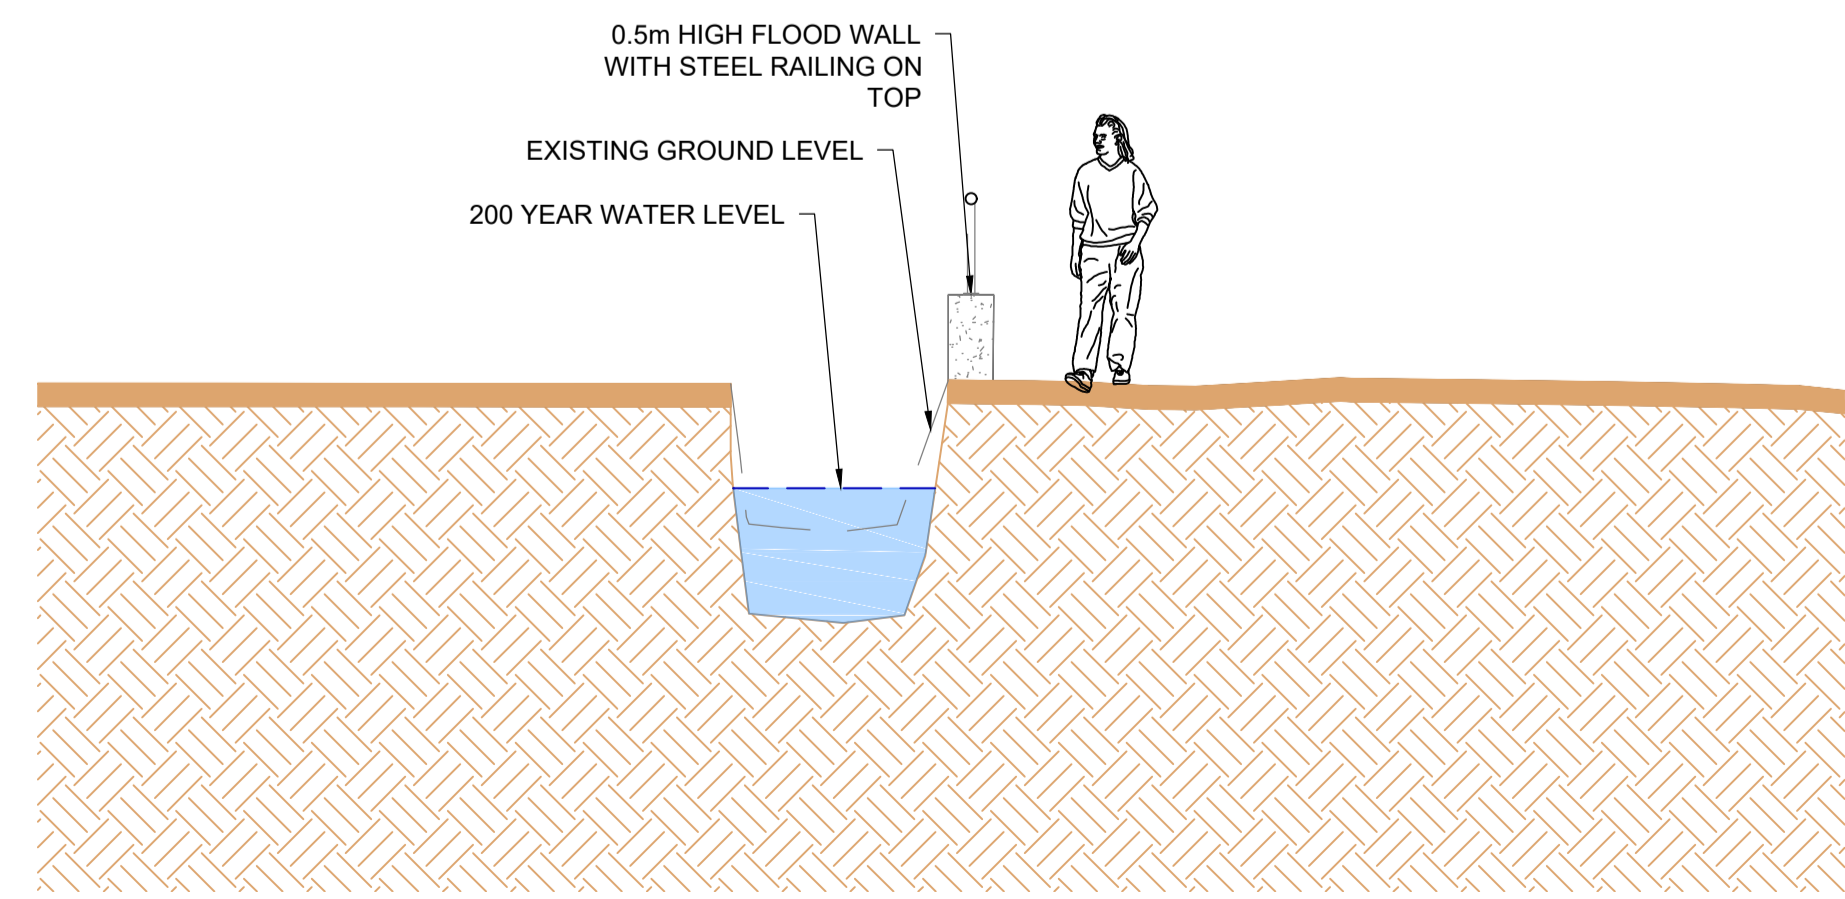 0.5m HIGH FLOOD WALL
WITH STEEL RAILING ON
TOP
EXISTING GROUND LEVEL
200 YEAR WATER LEVEL